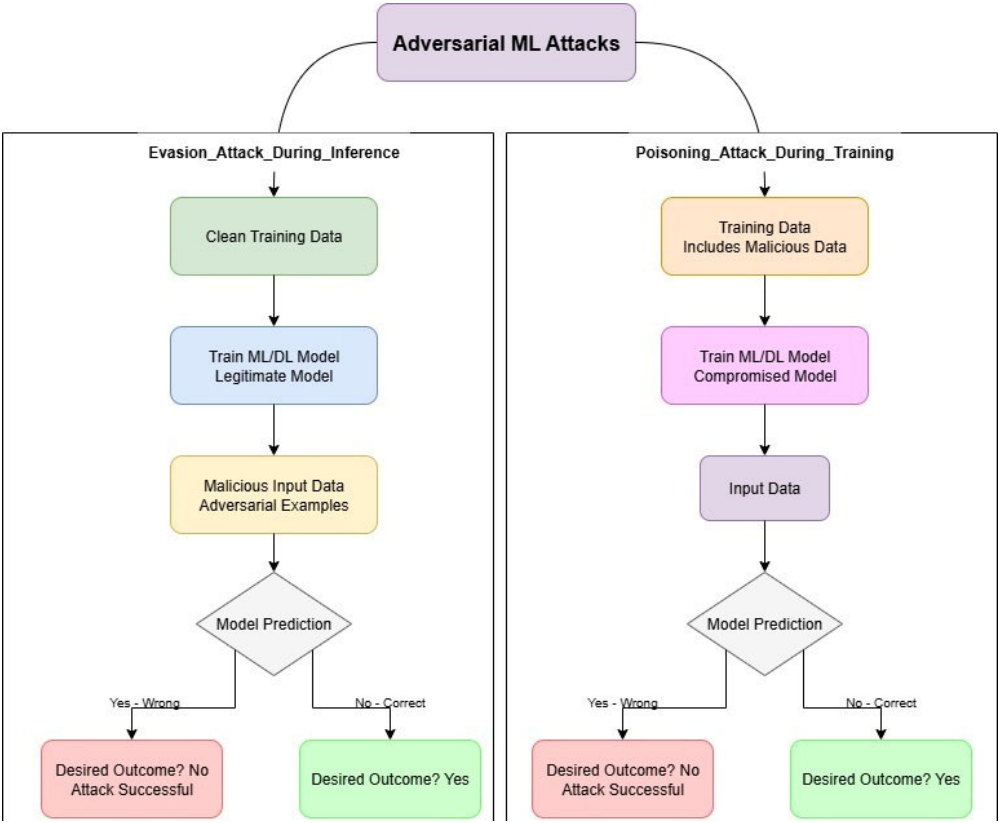 Adversarial ML Attacks
Evasion_Attack_During_Inference
Clean Training Data
Train ML/DL Model
Legitimate Model
Malicious Input Data
Adversarial Examples
Model Prediction
Yes - Wrong
No - Correct
Desired Outcome? No
Attack Successful
Desired Outcome? Yes
Poisoning_Attack_During_Training
Training Data
Includes Malicious Data
Train ML/DL Model
Compromised Model
Input Data
Model Prediction
Yes - Wrong
No - Correct
Desired Outcome? No
Attack Successful
Desired Outcome? Yes